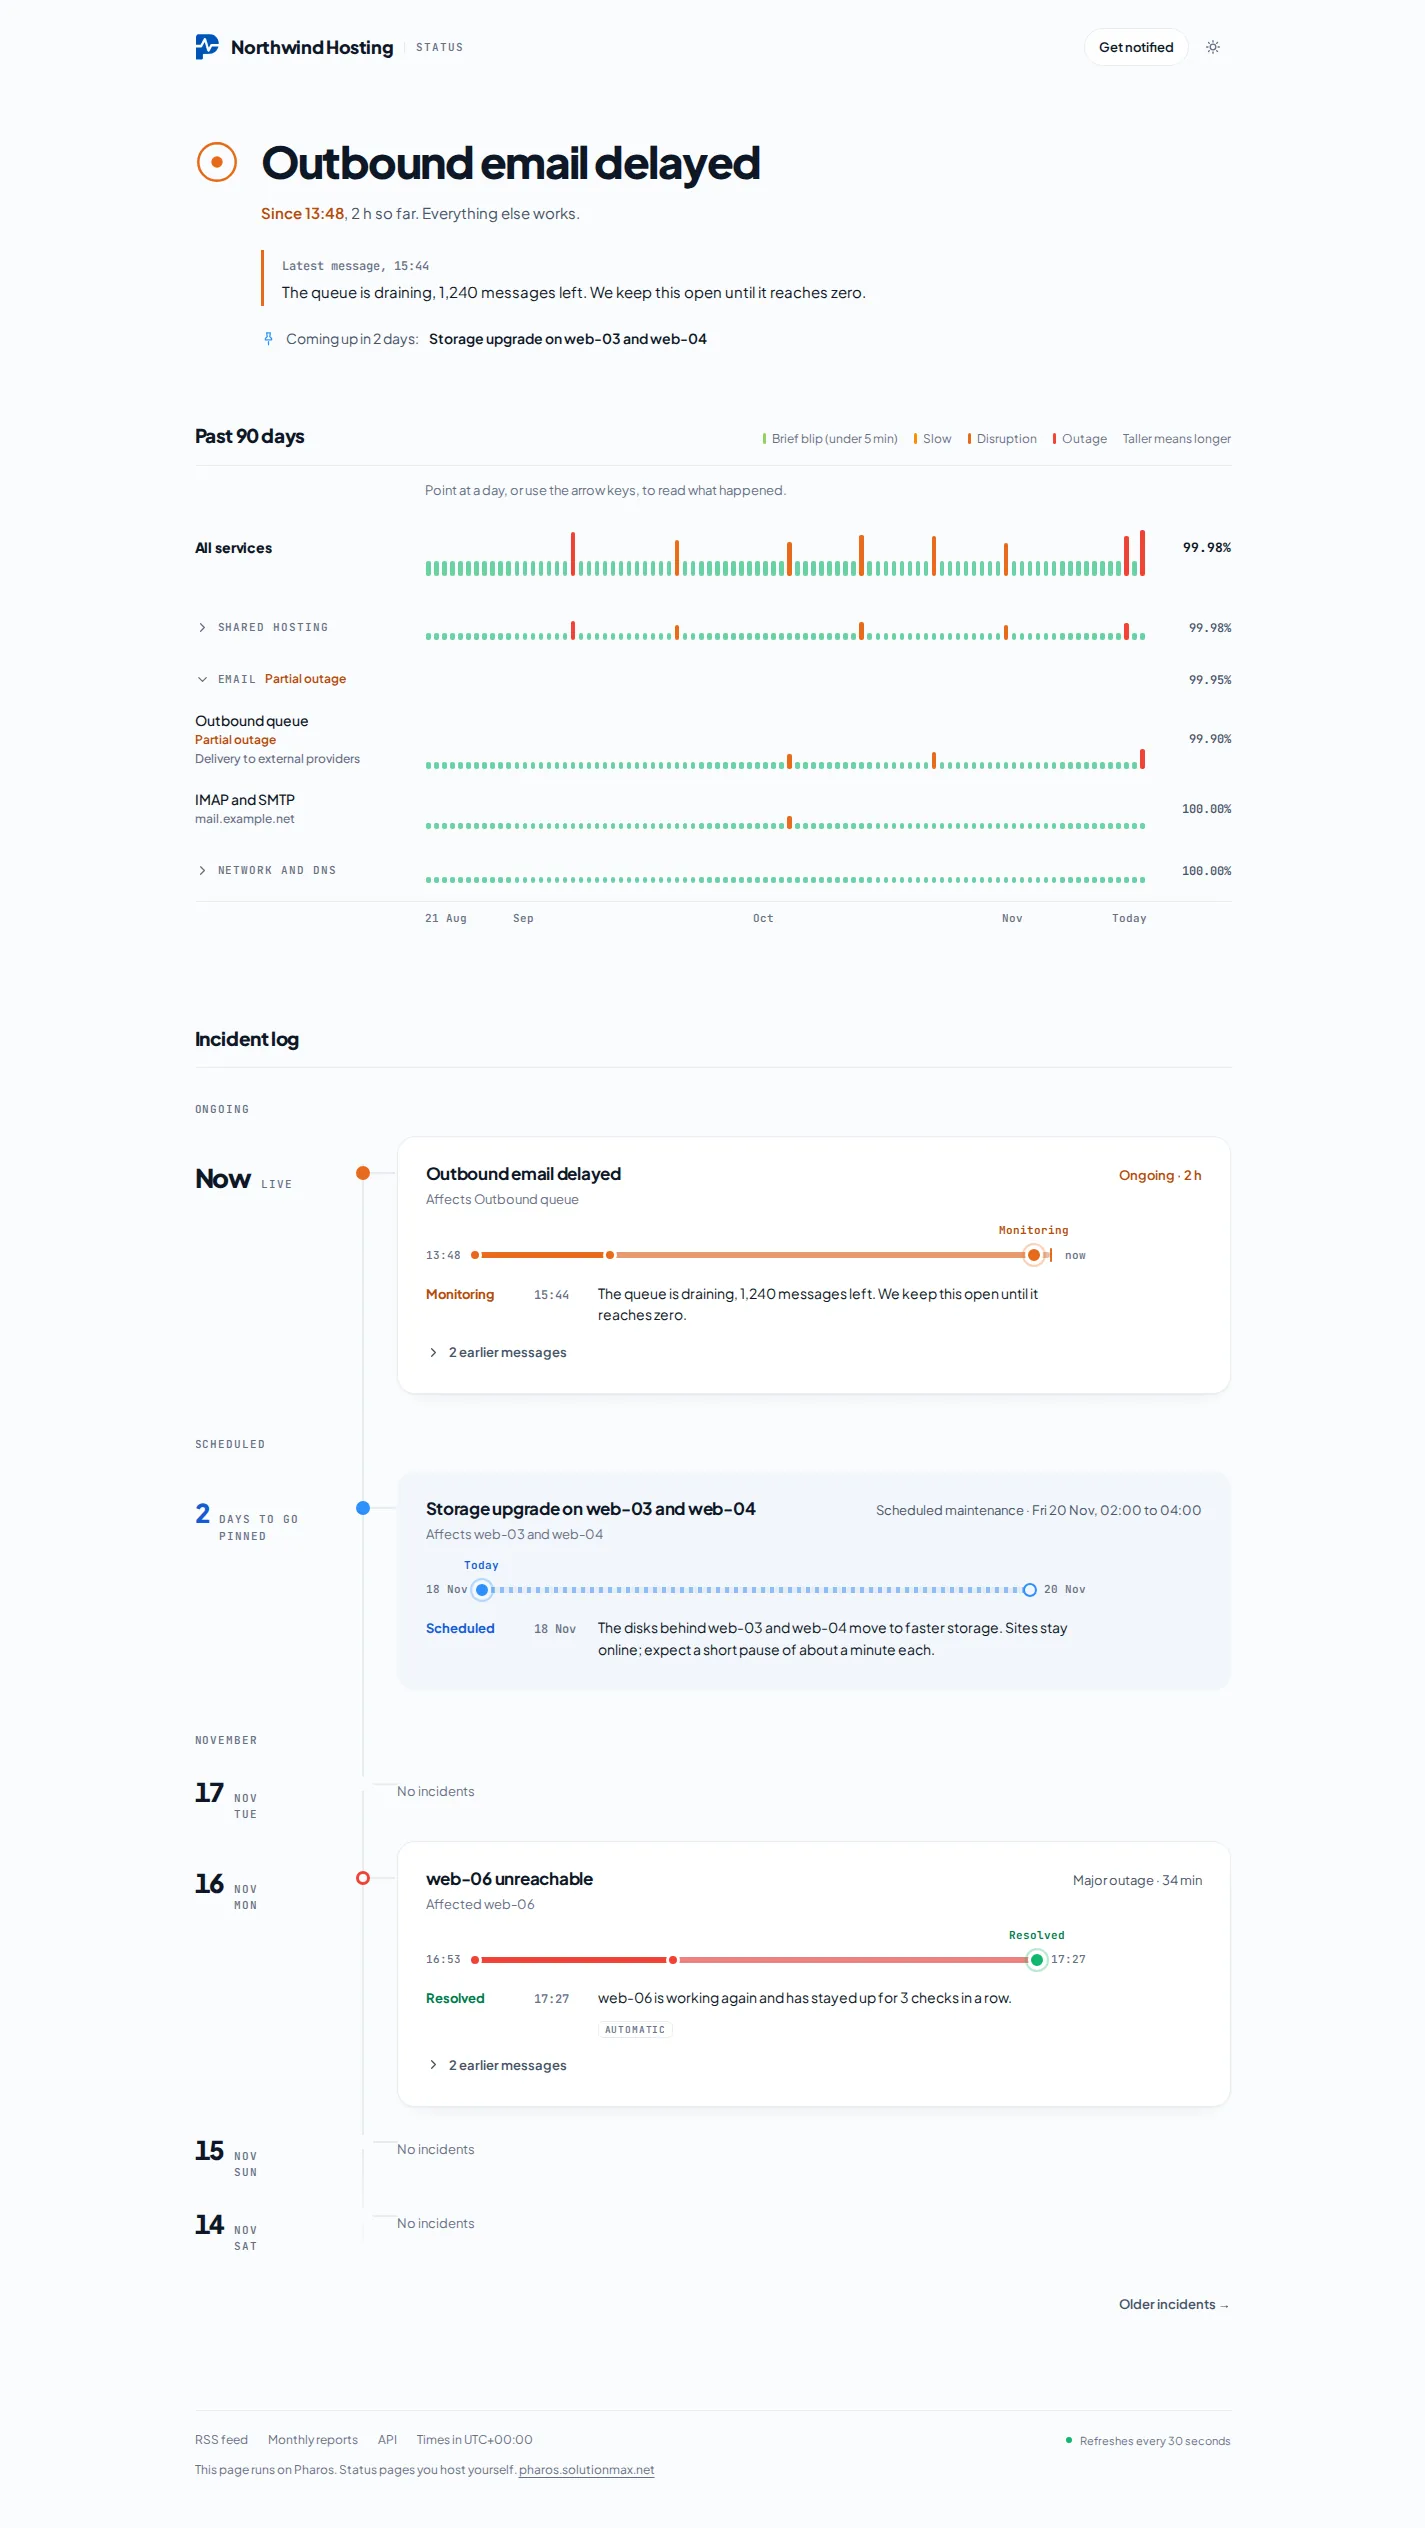 Northwind Hosting
STATUS
Get notified
Outbound email delayed
Since 13:48, 2 h so far. Everything else works.
Latest message, 15:44
The queue is draining, 1,240 messages left. We keep this open until it reaches zero.
Coming up in 2 days: Storage upgrade on web-03 and web-04
Past 90 days
Brief blip (under 5 min) Slow Disruption Outage Taller means longer
Point at a day, or use the arrow keys, to read what happened.
All services 99.98%
SHARED HOSTING 99.98%
EMAIL Partial outage 99.95%
Outbound queue
Partial outage 99.90%
Delivery to external providers
IMAP and SMTP 100.00%
mail.example.net
NETWORK AND DNS 100.00%
21 Aug Sep Oct Nov Today
Incident log
ONGOING
Now LIVE
Outbound email delayed Ongoing · 2 h
Affects Outbound queue
Monitoring
13:48 now
Monitoring 15:44 The queue is draining, 1,240 messages left. We keep this open until it
reaches zero.
2 earlier messages
SCHEDULED
2 DAYS TO GO
PINNED
Storage upgrade on web-03 and web-04 Scheduled maintenance · Fri 20 Nov, 02:00 to 04:00
Affects web-03 and web-04
Today
18 Nov 20 Nov
Scheduled 18 Nov The disks behind web-03 and web-04 move to faster storage. Sites stay
online; expect a short pause of about a minute each.
NOVEMBER
17 NOV
TUE
No incidents
16 NOV
MON
web-06 unreachable Major outage · 34 min
Affected web-06
Resolved
16:53 17:27
Resolved 17:27 web-06 is working again and has stayed up for 3 checks in a row.
AUTOMATIC
2 earlier messages
15 NOV
SUN
No incidents
14 NOV
SAT
No incidents
Older incidents →
RSS feed Monthly reports API Times in UTC+00:00 Refreshes every 30 seconds
This page runs on Pharos. Status pages you host yourself. pharos.solutionmax.net